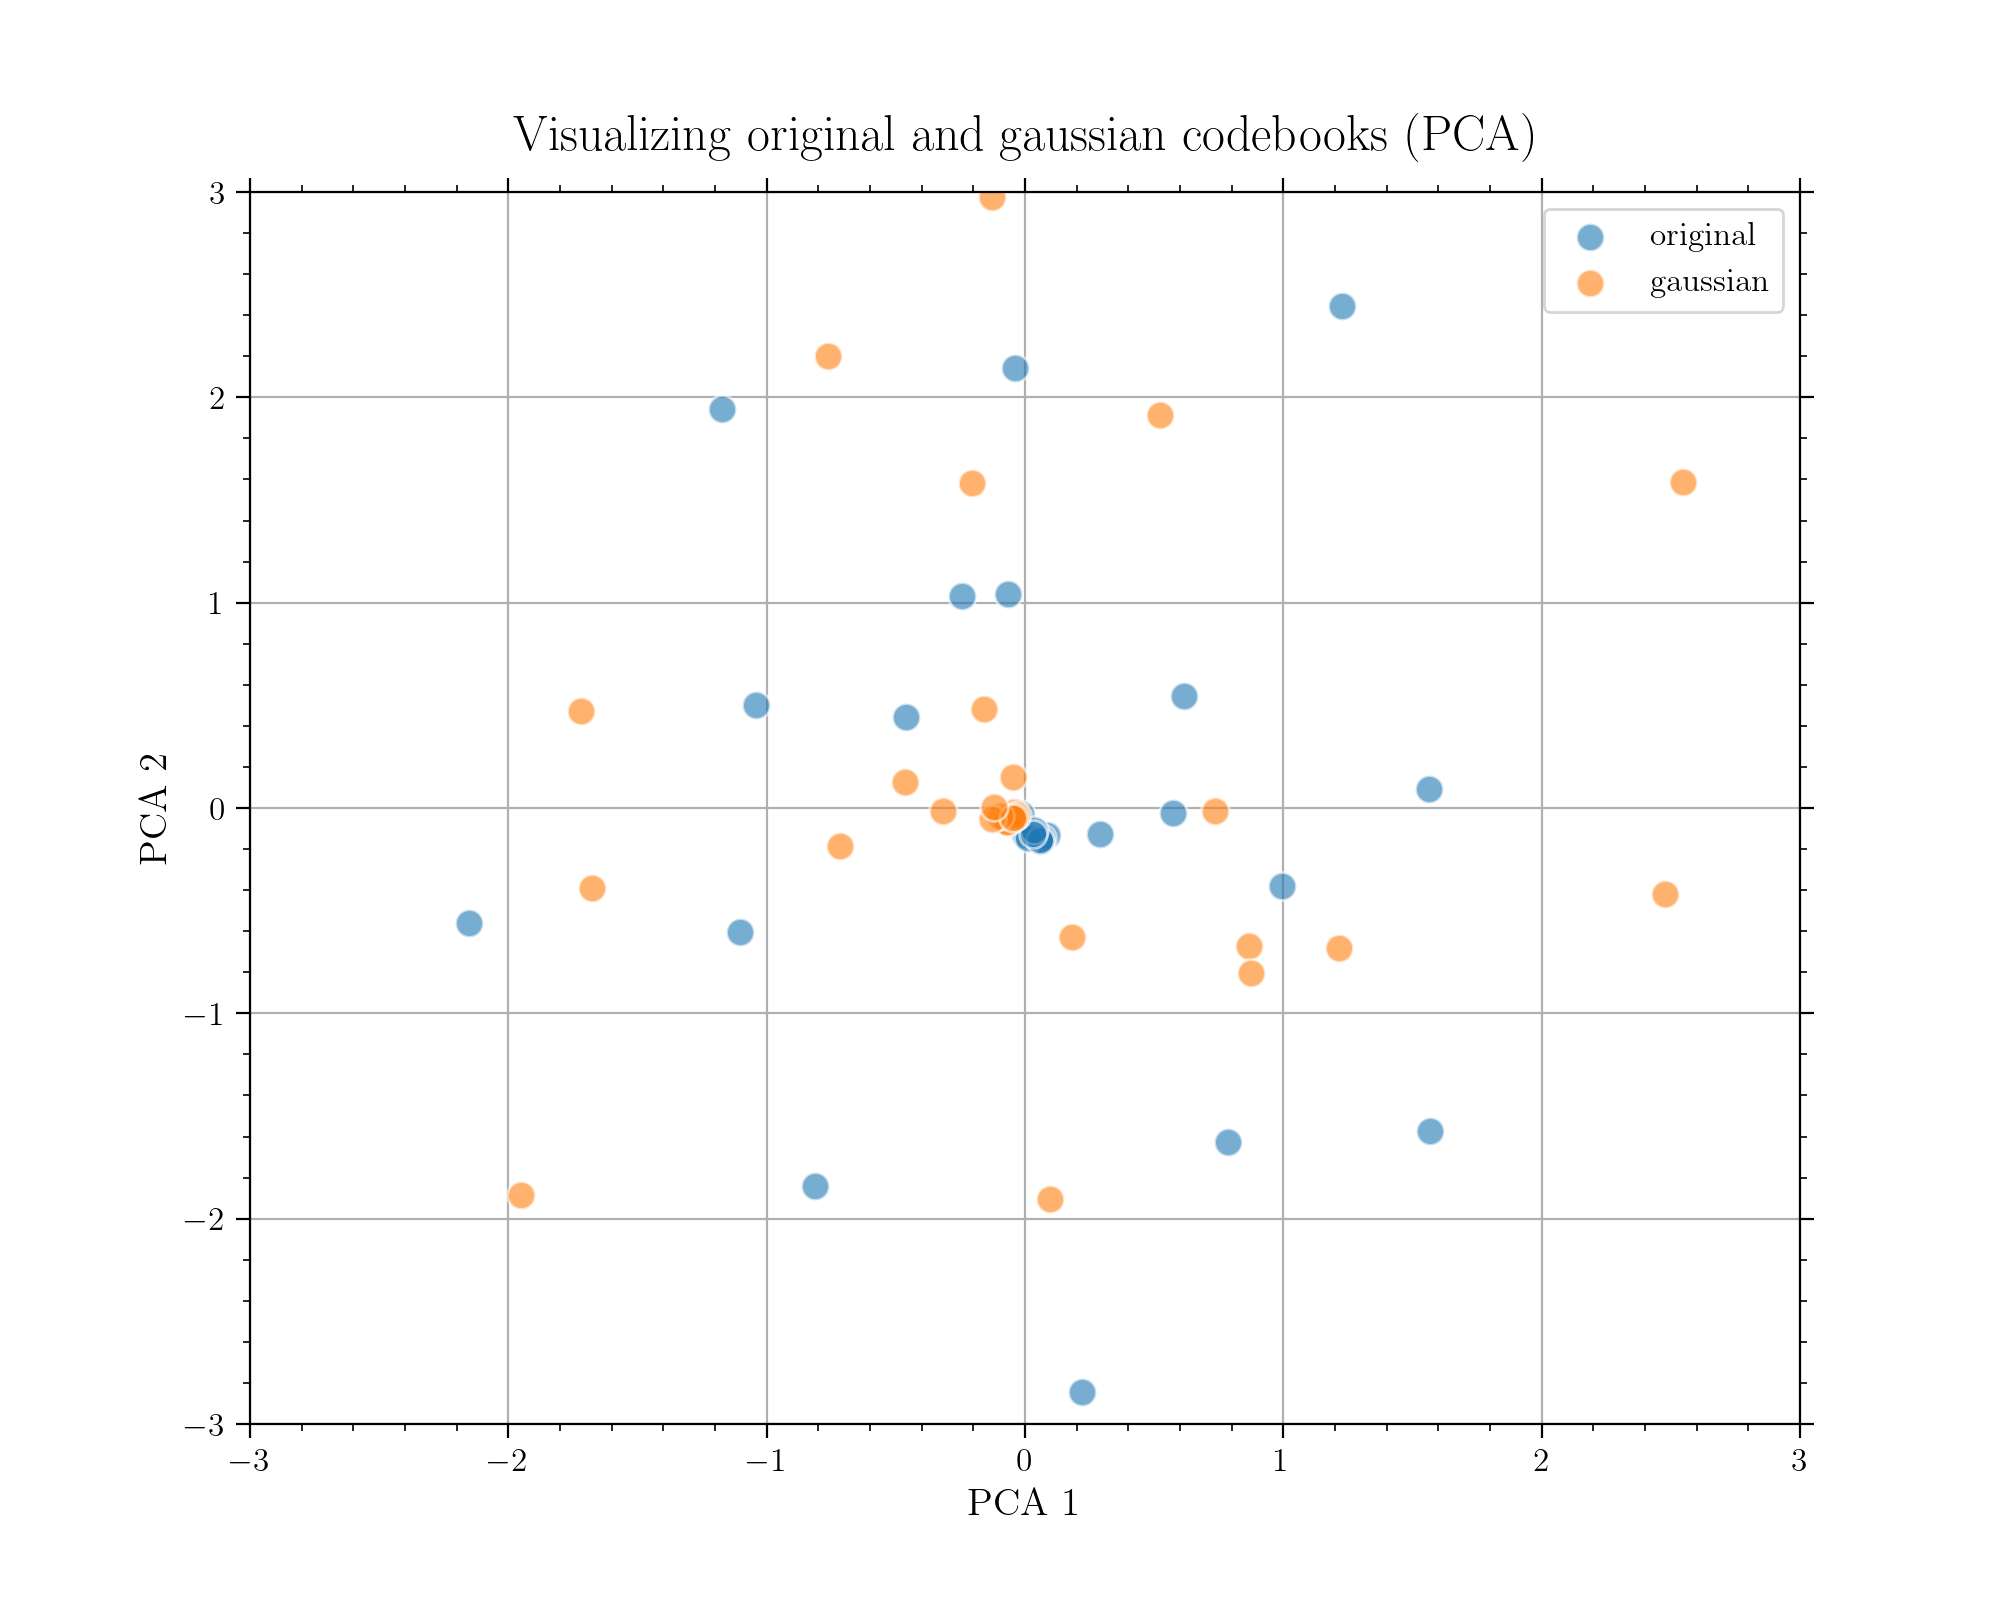 Visualizing original and gaussian codebooks (PCA)
original
gaussian
3
2
1
0
−1
−2
−3
PCA 2
−3 −2 −1 0 1 2 3
PCA 1